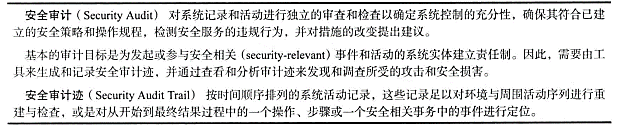 安全审计（Security Audit） 对系统记录和活动进行独立的审查和检查以确定系统控制的充分性，确保其符合已建
立的安全策略和操作规程，检测安全服务的违规行为，并对措施的改变提出建议。
基本的审计目标是为发起或参与安全相关（security-relevant）事件和活动的系统实体建立责任制。因此，需要由工
具来生成和记录安全审计迹，并通过查看和分析审计迹来发现和调查所受的攻击和安全损害。
安全审计迹（Security Audit Trail） 按时间顺序排列的系统活动记录，这些记录足以对环境与周围活动序列进行重
建与检查，或是对从开始到最终结果过程中的一个操作、步骤或一个安全相关事务中的事件进行定位。